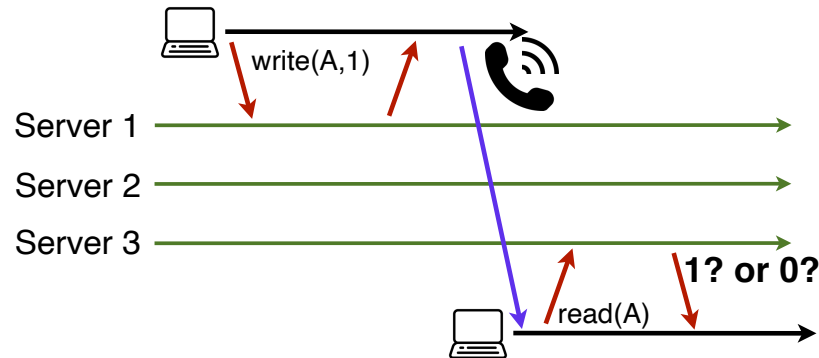 write(A,1)
Server 1
Server 2
Server 3
1? or 0?
read(A)